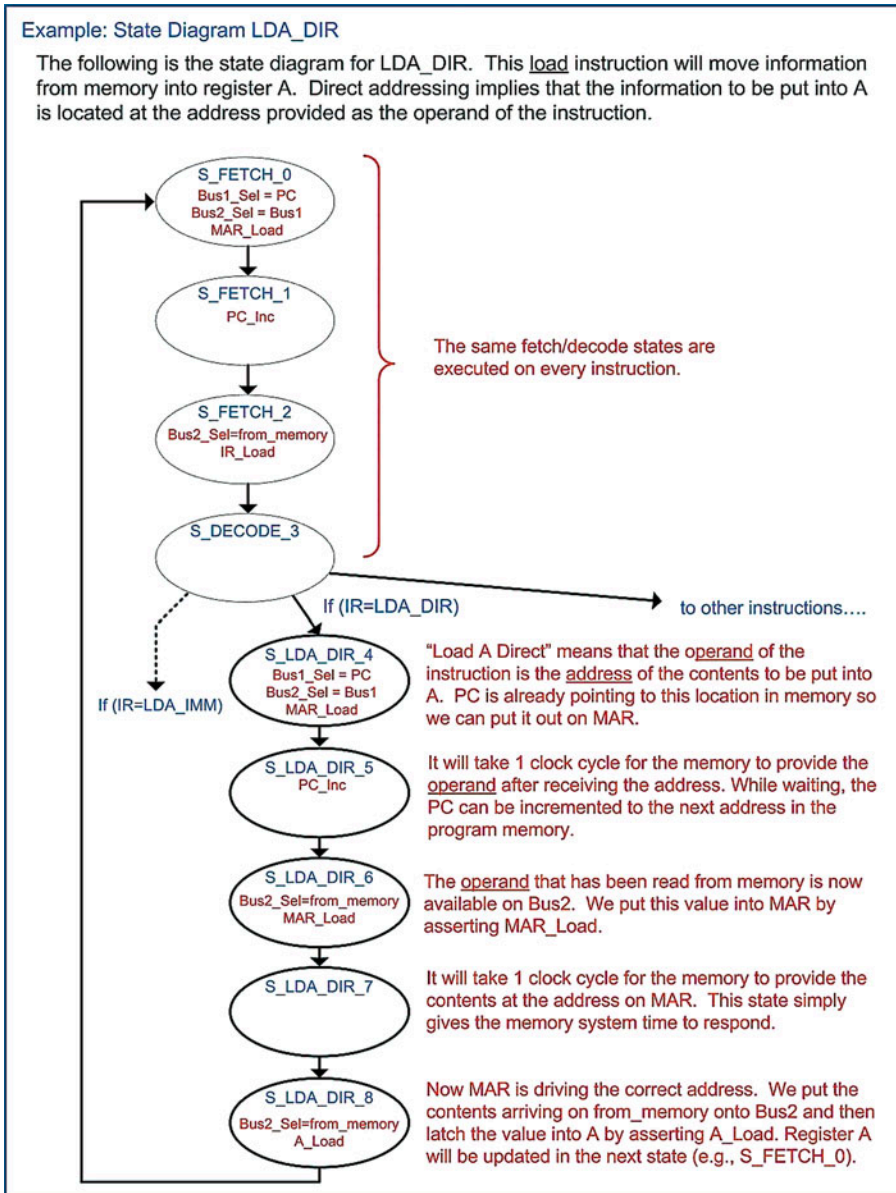 Example: State Diagram LDA_DIR
The following is the state diagram for LDA_DIR. This load instruction will move information
from memory into register A. Direct addressing implies that the information to be put into A
is located at the address provided as the operand of the instruction.
S_FETCH_0
Bus1_Sel = PC
Bus2_Sel = Bus1
MAR_Load
S_FETCH_1
PC_Inc
The same fetch/decode states are
executed on every instruction.
S_FETCH_2
Bus2_Sel=from_memory
IR_Load
S_DECODE_3
If (IR=LDA_DIR)
to other instructions....
If (IR=LDA_IMM)
S_LDA_DIR_4
Bus1_Sel = PC
Bus2_Sel = Bus1
MAR_Load
“Load A Direct” means that the operand of the
instruction is the address of the contents to be put into
A. PC is already pointing to this location in memory so
we can put it out on MAR.
S_LDA_DIR_5
PC_Inc
It will take 1 clock cycle for the memory to provide the
operand after receiving the address. While waiting, the
PC can be incremented to the next address in the
program memory.
S_LDA_DIR_6
Bus2_Sel=from_memory
MAR_Load
The operand that has been read from memory is now
available on Bus2. We put this value into MAR by
asserting MAR_Load.
S_LDA_DIR_7
It will take 1 clock cycle for the memory to provide the
contents at the address on MAR. This state simply
gives the memory system time to respond.
S_LDA_DIR_8
Bus2_Sel=from_memory
A_Load
Now MAR is driving the correct address. We put the
contents arriving on from_memory onto Bus2 and then
latch the value into A by asserting A_Load. Register A
will be updated in the next state (e.g., S_FETCH_0).